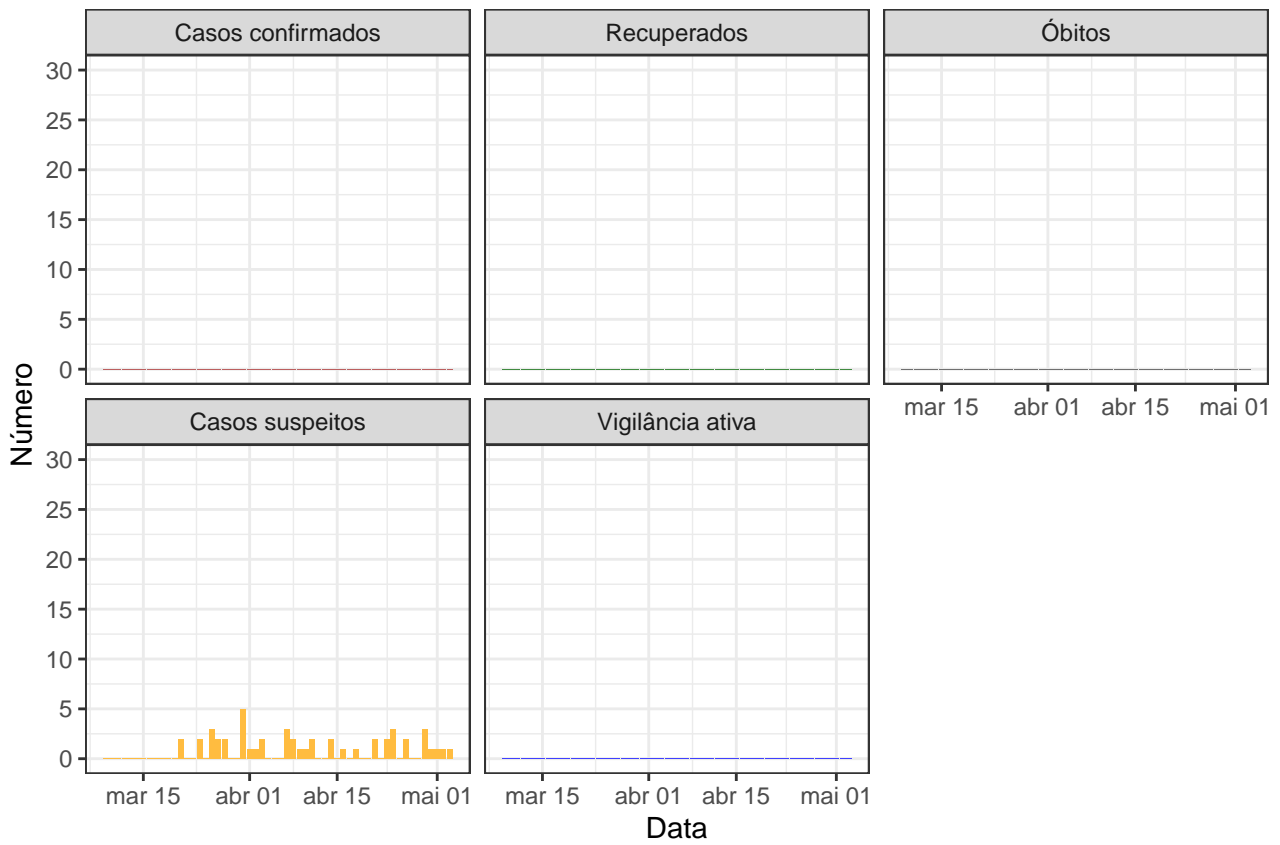 Casos confirmados
Recuperados
Óbitos
30
25
20
15
10
5
0
mar 15 abr 01 abr 15 mai 01
Número
Casos suspeitos
Vigilância ativa
30
25
20
15
10
5
0
mar 15 abr 01 abr 15 mai 01
mar 15 abr 01 abr 15 mai 01
Data